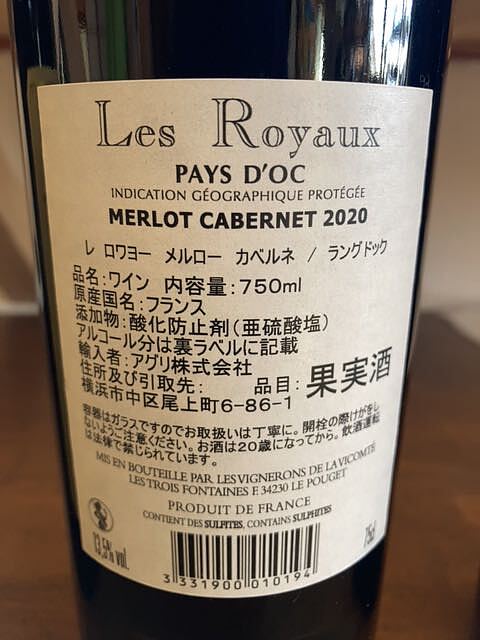 Les Royaux
PAYS D'OC
INDICATION GÉOGRAPHIQUE PROTÉGÉE
MERLOT CABERNET 2020
レ ロワヨー メルロー カベルネ / ラングドック
品名:ワイン 内容量:750ml
原産国名:フランス
添加物:酸化防止剤(亜硫酸塩)
アルコール分は裏ラベルに記載
輸入者:アグリ株式会社
住所及び引取先: 品目:果実酒
横浜市中区尾上町6-86-1
容器はガラスですのでお取扱いは丁寧に。開栓の際けがをし
ないようご注意ください。お酒は20歳になってから。飲酒運転
は法律で禁じられています。
MIS EN BOUTEILLE PAR LES VIGNERONS DE LA VICOMTÉ
LES TROIS FONTAINES F. 34230 LE POUGET
PRODUIT DE FRANCE
CONTIENT DES SULFITES, CONTAINS SULPHITES
13,5% vol.
75cl
3 331900 010194